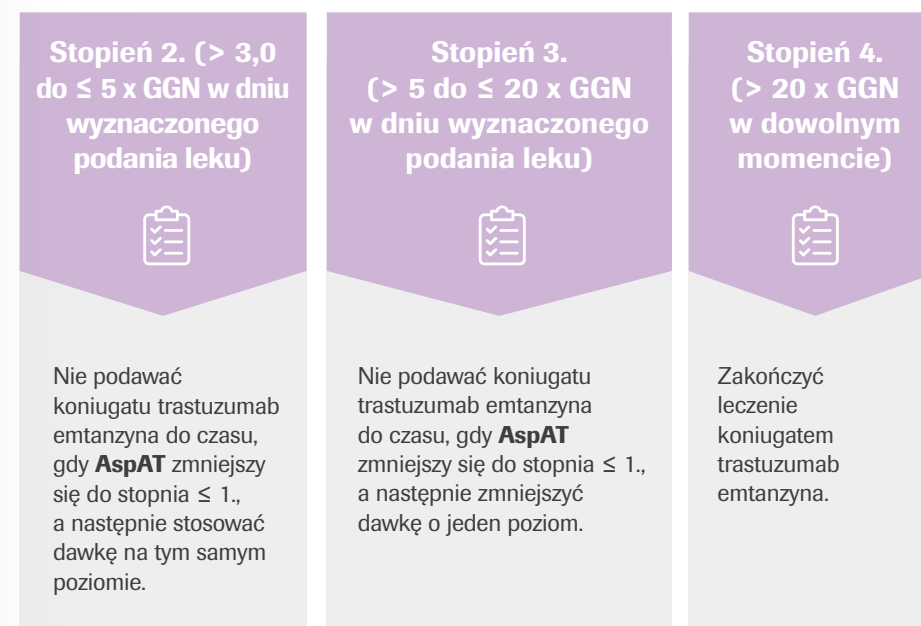 Stopień 2. (> 3,0
do ≤ 5 x GGN w dniu
wyznaczonego
podania leku)
Nie podawać
koniugatu trastuzumab
emtanzyna do czasu,
gdy AspAT zmniejszy
się do stopnia ≤ 1.,
a następnie stosować
dawkę na tym samym
poziomie.
Stopień 3.
(> 5 do ≤ 20 x GGN
w dniu wyznaczonego
podania leku)
Nie podawać koniugatu
trastuzumab emtanzyna
do czasu, gdy AspAT
zmniejszy się do stopnia ≤ 1.,
a następnie zmniejszyć
dawkę o jeden poziom.
Stopień 4.
(> 20 x GGN
w dowolnym
momencie)
Zakończyć
leczenie
koniugatem
trastuzumab
emtanzyna.